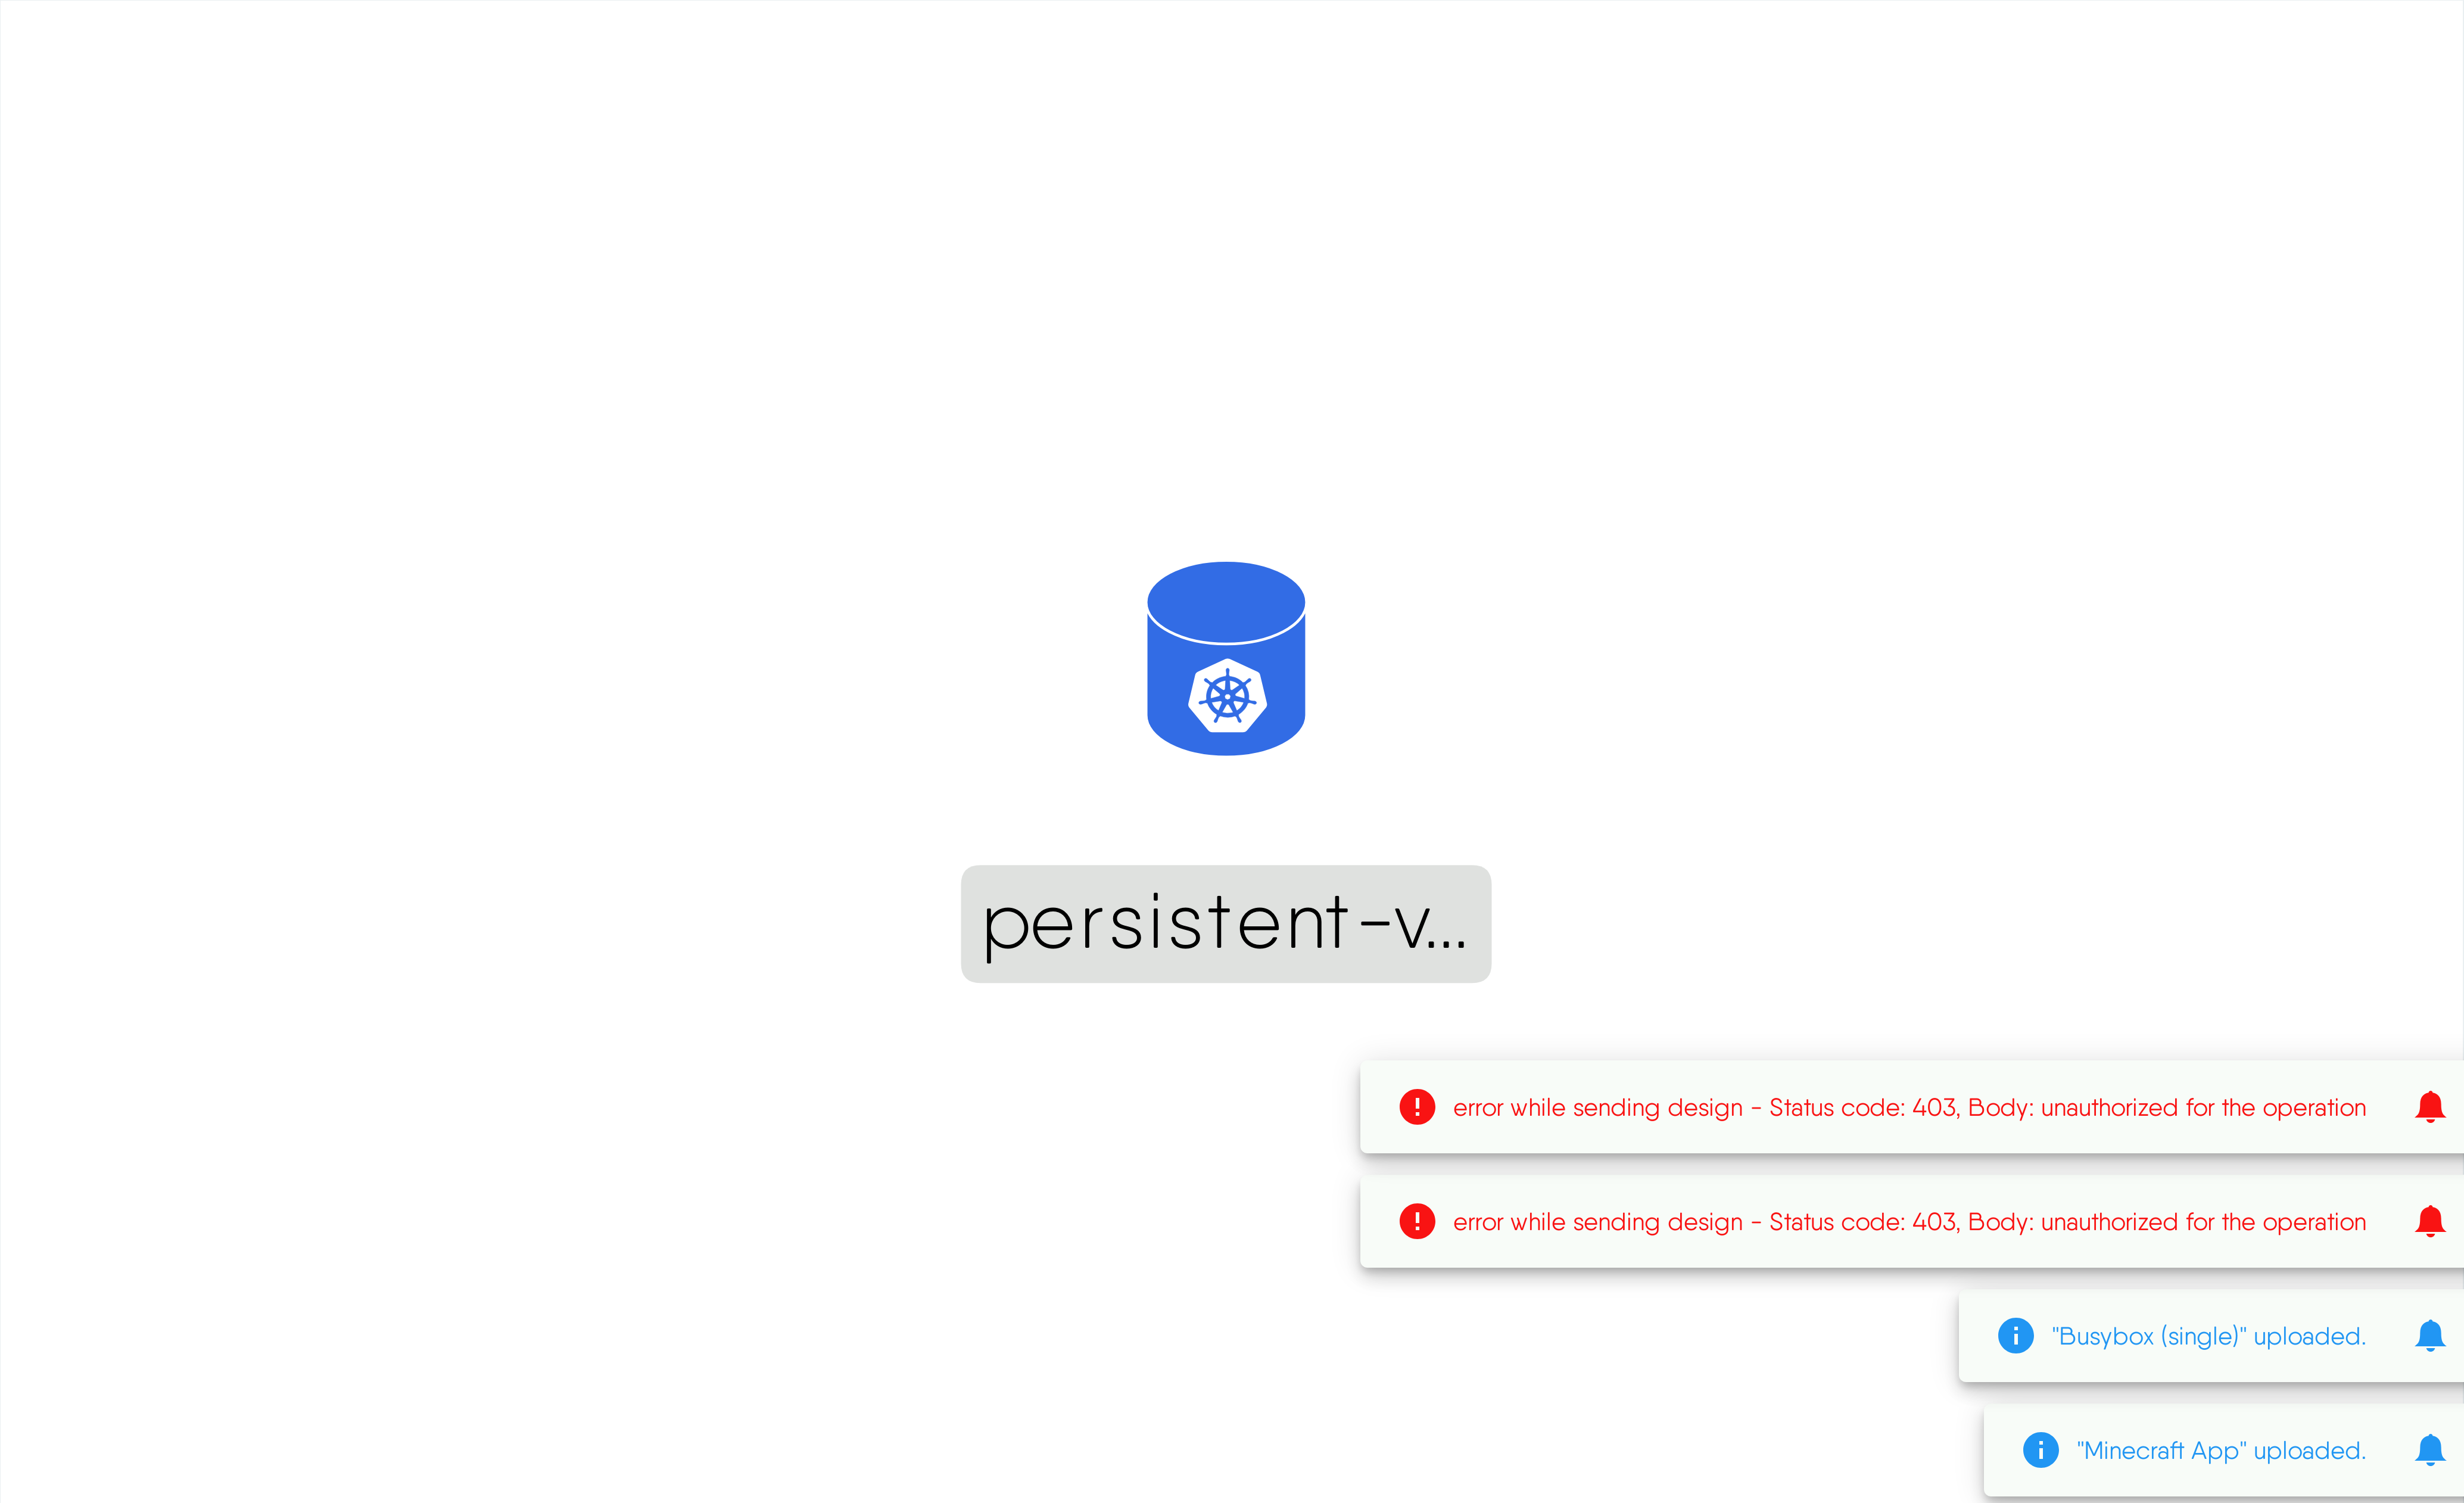 persistent-v...
error while sending design - Status code: 403, Body: unauthorized for the operation
error while sending design - Status code: 403, Body: unauthorized for the operation
"Busybox (single)" uploaded.
"Minecraft App" uploaded.